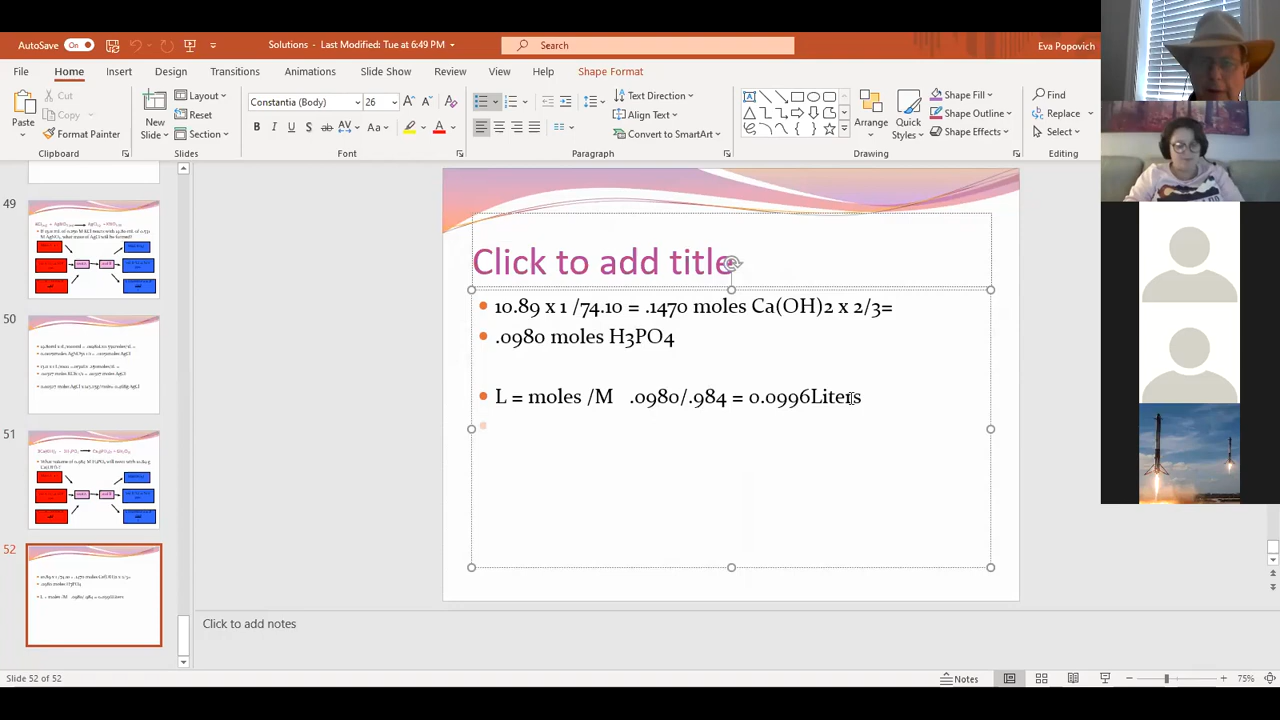 AutoSave
On
Solutions - Last Modified: Tue at 6:49 PM
Search
Eva Popovich
File
Home
Insert
Design
Transitions
Animations
Slide Show
Review
View
Help
Shape Format
Paste
Cut
Copy
Format Painter
Clipboard
New
Slide
Layout
Reset
Section
Slides
Constantia (Body)
26
B I U S ab AV Aa
Font
Text Direction
Align Text
Convert to SmartArt
Paragraph
Arrange
Quick
Styles
Shape Fill
Shape Outline
Shape Effects
Drawing
Find
Replace
Select
Editing
49
50
51
52
Click to add title
10.89 x 1 /74.10 = .1470 moles Ca(OH)2 x 2/3=
.0980 moles H3PO4
L = moles /M .0980/.984 = 0.0996Liters
Click to add notes
Slide 52 of 52
Notes
75%